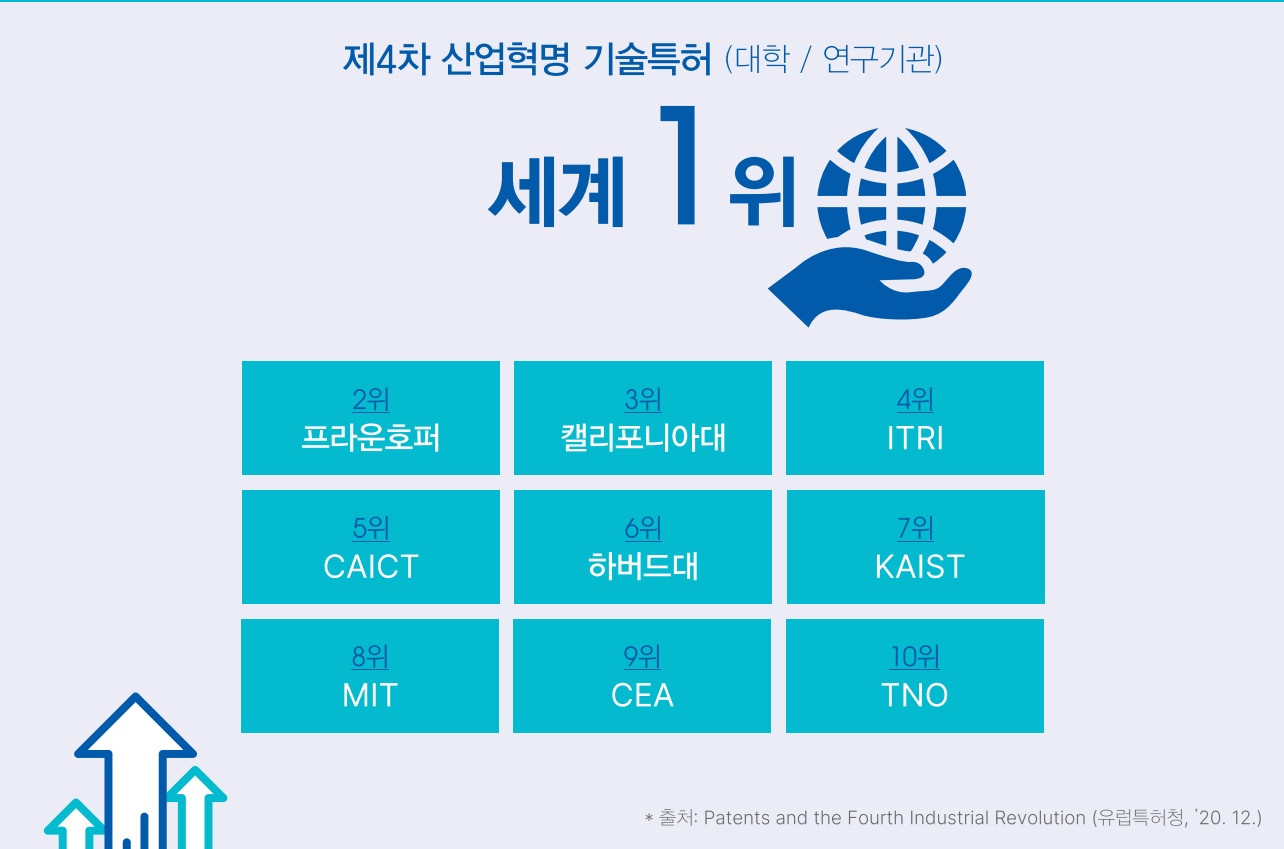 제4차 산업혁명 기술특허 (대학 / 연구기관)
세계 1 위
2위
프라운호퍼
3위
캘리포니아대
4위
ITRI
5위
CAICT
6위
하버드대
7위
KAIST
8위
MIT
9위
CEA
10위
TNO
* 출처: Patents and the Fourth Industrial Revolution (유럽특허청, `20. 12.)